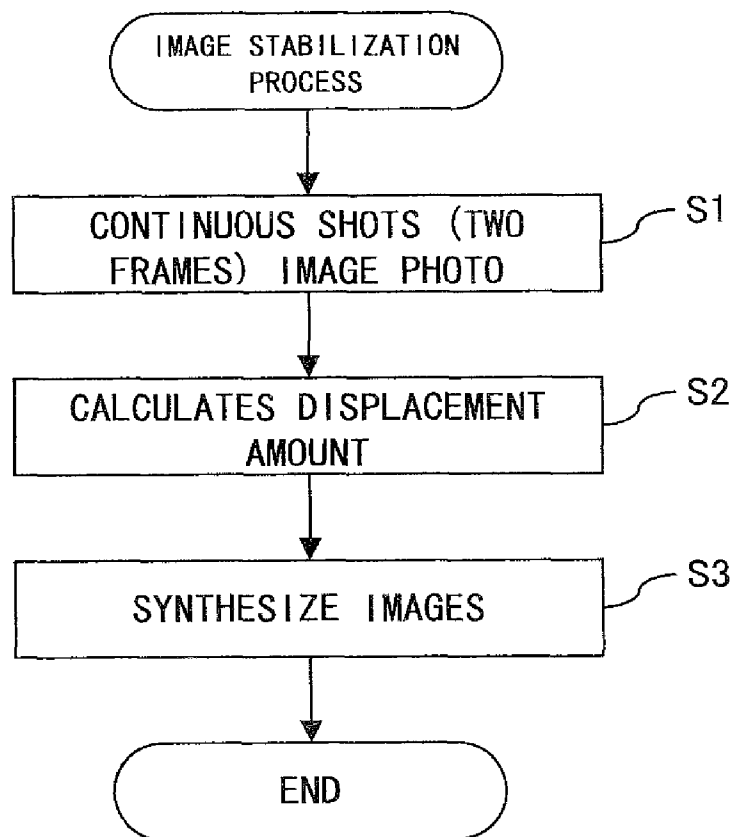 IMAGE STABILIZATION
PROCESS
CONTINUOUS SHOTS (TWO
FRAMES) IMAGE PHOTO
S1
CALCULATES DISPLACEMENT
AMOUNT
S2
SYNTHESIZE IMAGES
S3
END